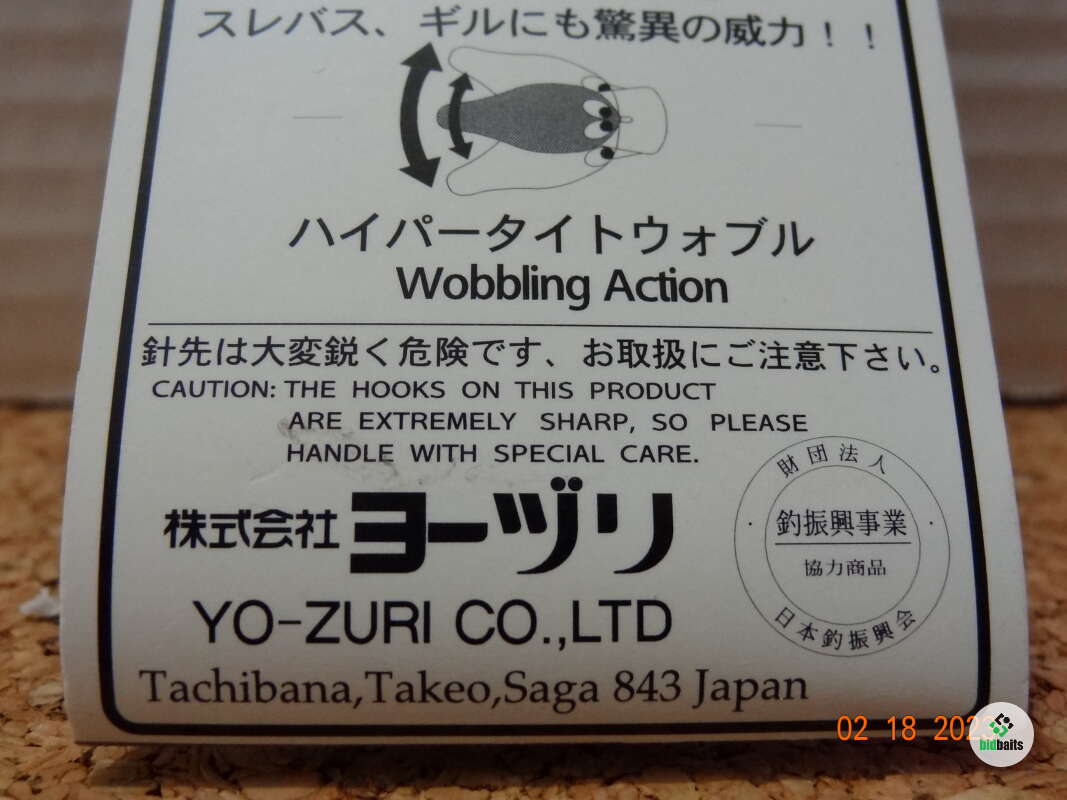 スレバス、ギルにも驚異の威力！！
ハイパータイトウォブル
Wobbling Action
針先は大変鋭く危険です、お取扱にご注意下さい。
CAUTION: THE HOOKS ON THIS PRODUCT
ARE EXTREMELY SHARP, SO PLEASE
HANDLE WITH SPECIAL CARE.
株式会社ヨーヅリ
YO-ZURI CO.,LTD
Tachibana,Takeo,Saga 843 Japan
財団法人
釣振興事業
協力商品
日本釣振興会
02 18 2023
bidbaits